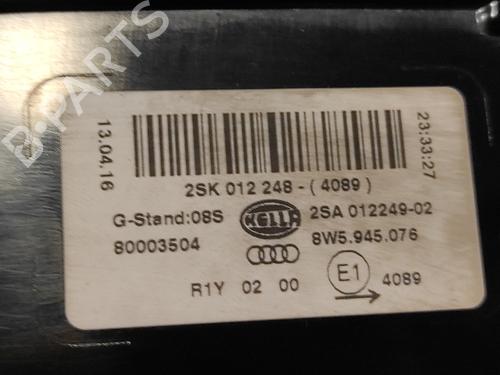 B-PARTS
13.04.16
23:33:27
2SK 012 248-(4089)
G-Stand:08S
HELLA
2SA 012249-02
80003504
8W5.945.076
R1Y 02 00
E1
4089